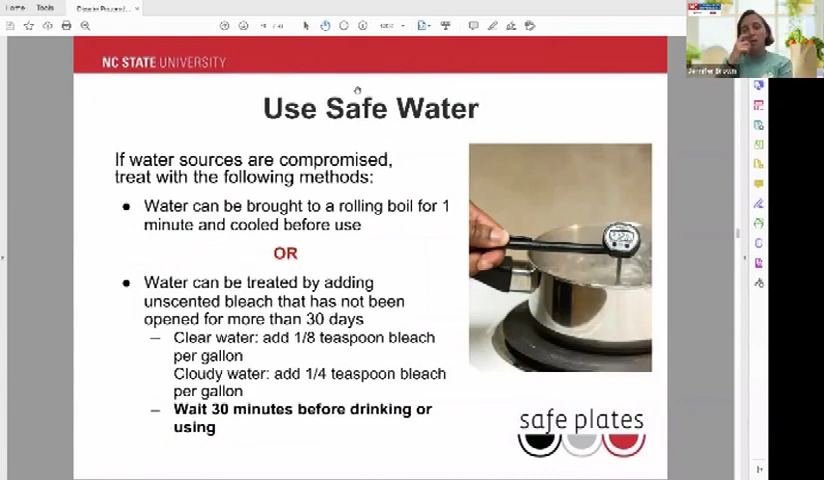 Home Tools
NC STATE UNIVERSITY
Use Safe Water
If water sources are compromised,
treat with the following methods:
● Water can be brought to a rolling boil for 1
minute and cooled before use
OR
● Water can be treated by adding
unscented bleach that has not been
opened for more than 30 days
– Clear water: add 1/8 teaspoon bleach
per gallon
Cloudy water: add 1/4 teaspoon bleach
per gallon
– Wait 30 minutes before drinking or
using
safe plates
Jennifer Brown